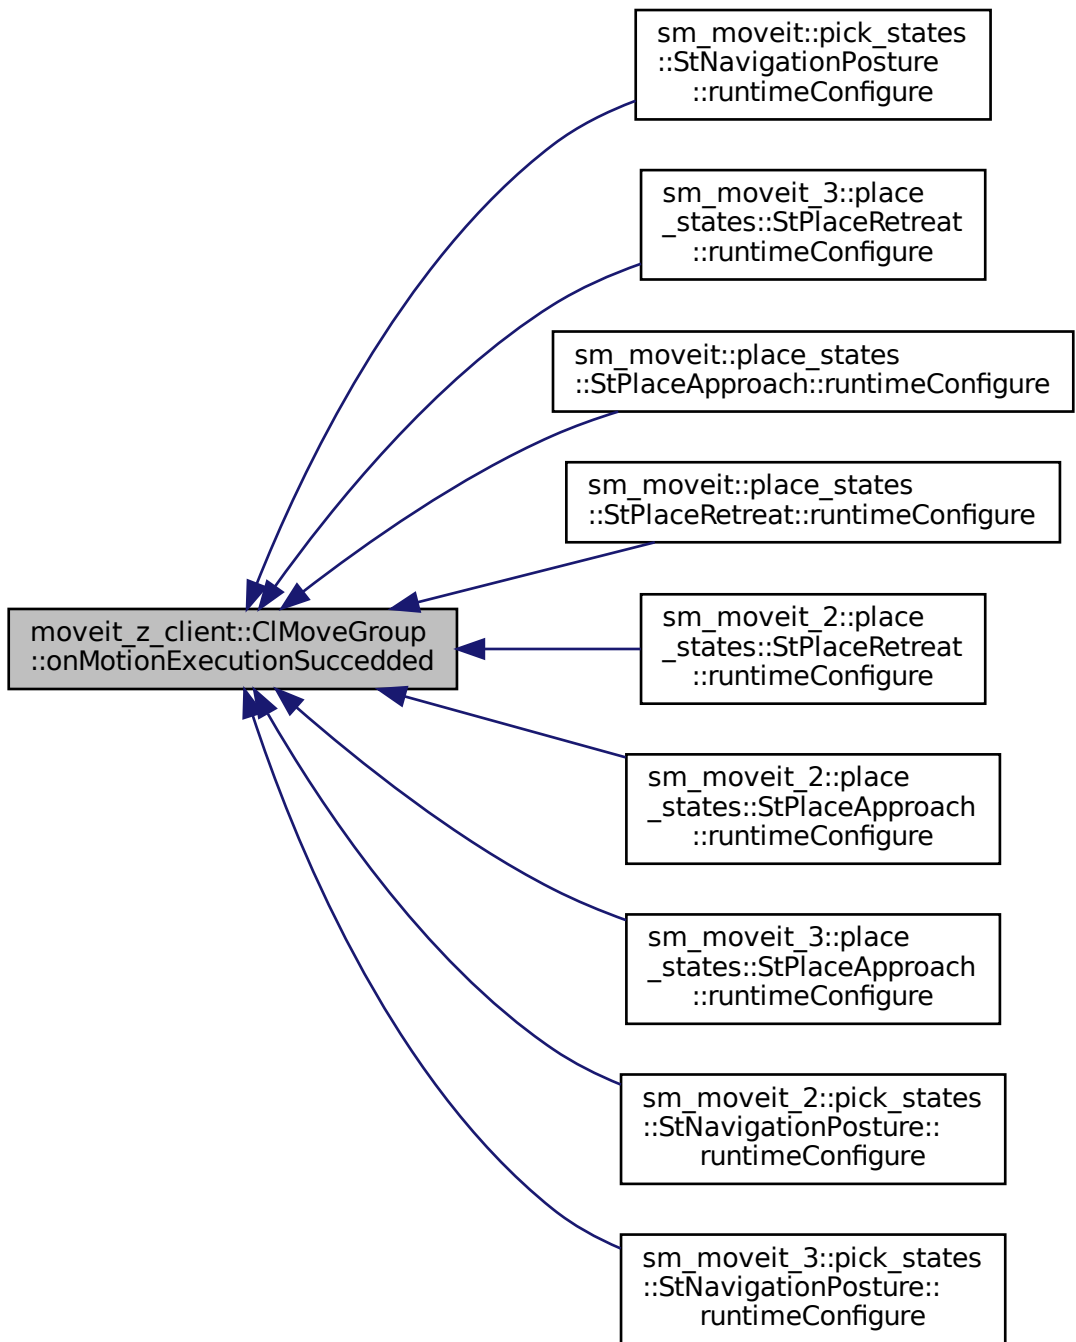 sm_moveit::pick_states
::StNavigationPosture
::runtimeConfigure
sm_moveit_3::place
_states::StPlaceRetreat
::runtimeConfigure
sm_moveit::place_states
::StPlaceApproach::runtimeConfigure
sm_moveit::place_states
::StPlaceRetreat::runtimeConfigure
moveit_z_client::ClMoveGroup
::onMotionExecutionSuccedded
sm_moveit_2::place
_states::StPlaceRetreat
::runtimeConfigure
sm_moveit_2::place
_states::StPlaceApproach
::runtimeConfigure
sm_moveit_3::place
_states::StPlaceApproach
::runtimeConfigure
sm_moveit_2::pick_states
::StNavigationPosture::
runtimeConfigure
sm_moveit_3::pick_states
::StNavigationPosture::
runtimeConfigure